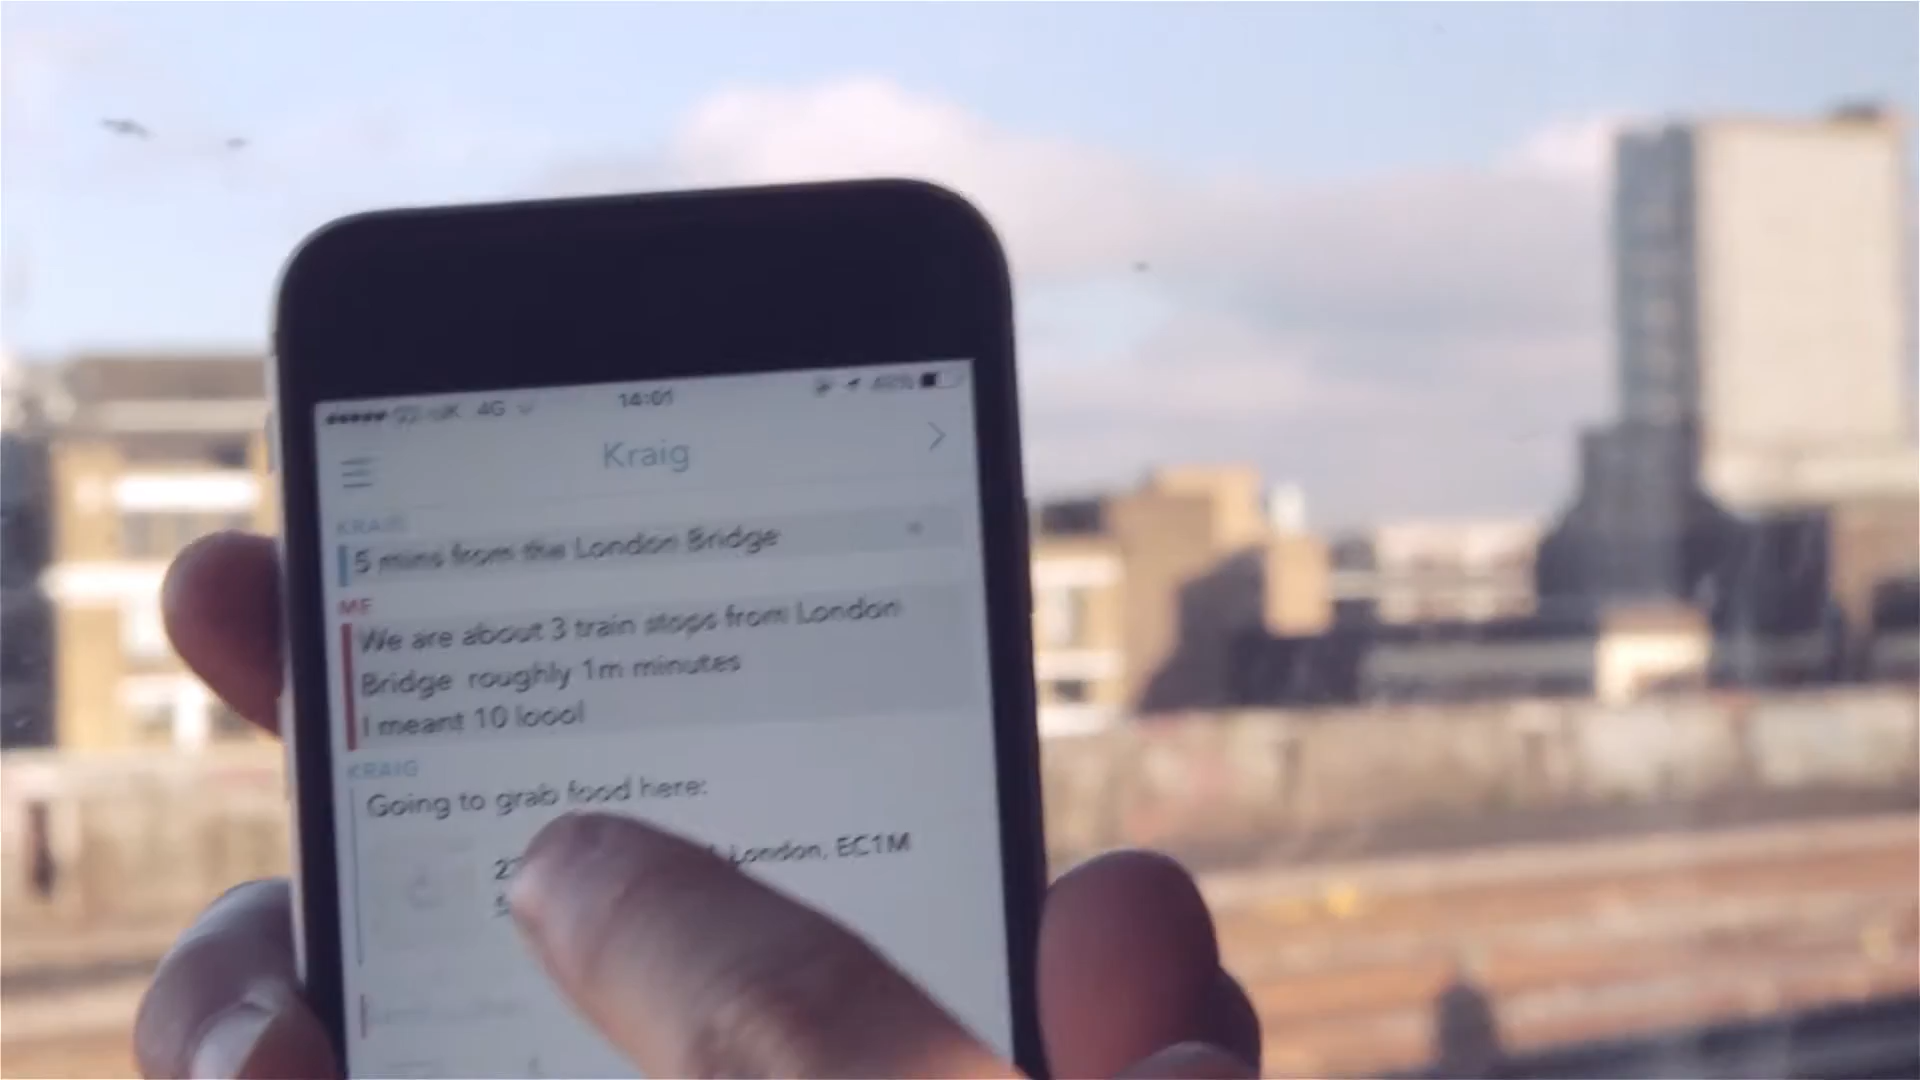 4G 14:01
Kraig
KRAIG
5 mins from the London Bridge
ME
We are about 3 train stops from London
Bridge roughly 1m minutes
I meant 10 loool
KRAIG
Going to grab food here:
London, EC1M